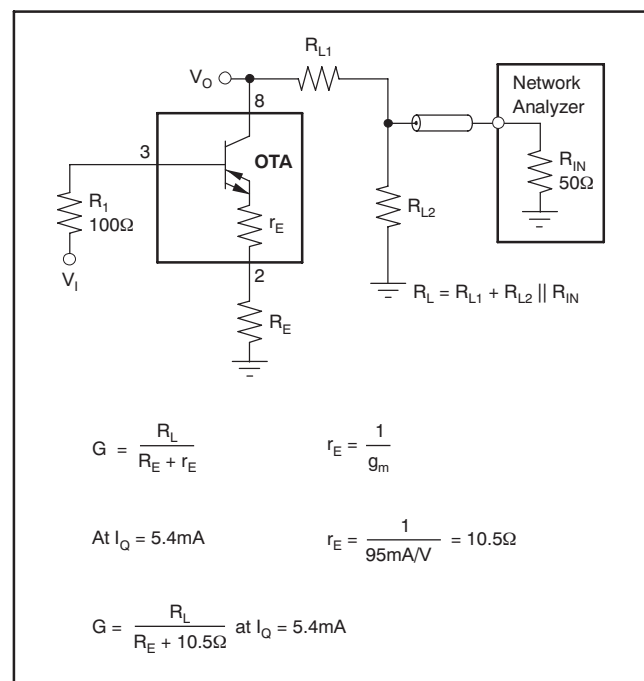 R_L1
V_O
8
Network
Analyzer
3
OTA
R_IN
50Ω
R_1
100Ω
r_E
R_L2
V_I
2
R_L = R_L1 + R_L2 || R_IN
R_E
G = R_L / (R_E + r_E)
r_E = 1 / g_m
At I_Q = 5.4mA
r_E = 1 / 95mA/V = 10.5Ω
G = R_L / (R_E + 10.5Ω) at I_Q = 5.4mA